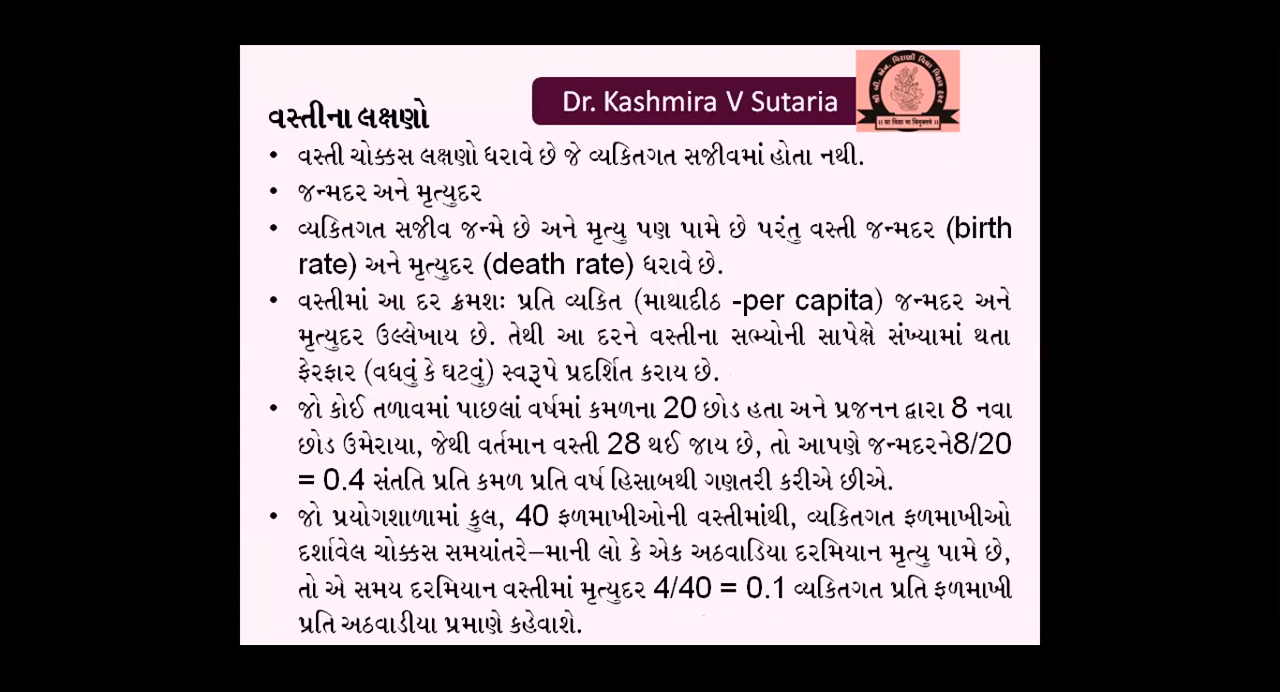 Dr. Kashmira V Sutaria
વસ્તીના લક્ષણો
• વસ્તી ચોક્કસ લક્ષણો ધરાવે છે જે વ્યકિતગત સજીવમાં હોતા નથી.
• જન્મદર અને મૃત્યુદર
• વ્યકિતગત સજીવ જન્મે છે અને મૃત્યુ પણ પામે છે પરંતુ વસ્તી જન્મદર (birth
rate) અને મૃત્યુદર (death rate) ધરાવે છે.
• વસ્તીમાં આ દર ક્રમશઃ પ્રતિ વ્યકિત (માથાદીઠ -per capita) જન્મદર અને
મૃત્યુદર ઉલ્લેખાય છે. તેથી આ દરને વસ્તીના સભ્યોની સાપેક્ષે સંખ્યામાં થતા
ફેરફાર (વધવું કે ઘટવું) સ્વરૂપે પ્રદર્શિત કરાય છે.
• જો કોઈ તળાવમાં પાછલાં વર્ષમાં કમળના 20 છોડ હતા અને પ્રજનન દ્વારા 8 નવા
છોડ ઉમેરાયા, જેથી વર્તમાન વસ્તી 28 થઈ જાય છે, તો આપણે જન્મદરને8/20
= 0.4 સંતતિ પ્રતિ કમળ પ્રતિ વર્ષ હિસાબથી ગણતરી કરીએ છીએ.
• જો પ્રયોગશાળામાં કુલ, 40 ફળમાખીઓની વસ્તીમાંથી, વ્યકિતગત ફળમાખીઓ
દર્શાવેલ ચોક્કસ સમયાંતરે–માની લો કે એક અઠવાડિયા દરમિયાન મૃત્યુ પામે છે,
તો એ સમય દરમિયાન વસ્તીમાં મૃત્યુદર 4/40 = 0.1 વ્યકિતગત પ્રતિ ફળમાખી
પ્રતિ અઠવાડીયા પ્રમાણે કહેવાશે.